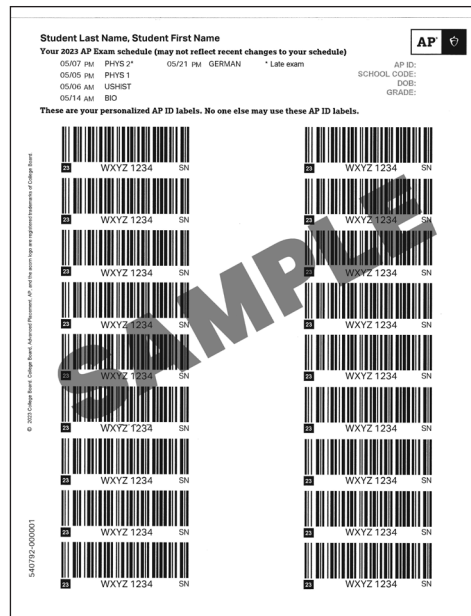 Student Last Name, Student First Name
Your 2023 AP Exam schedule (may not reflect recent changes to your schedule)
AP
05/07 PM PHYS 2* 05/21 PM GERMAN * Late exam AP ID:
05/05 PM PHYS 1 SCHOOL CODE:
05/06 AM USHIST DOB:
05/14 AM BIO GRADE:
These are your personalized AP ID labels. No one else may use these AP ID labels.
23 WXYZ 1234 SN 23 WXYZ 1234 SN
23 WXYZ 1234 SN 23 WXYZ 1234 SN
23 WXYZ 1234 SN 23 WXYZ 1234 SN
23 WXYZ 1234 SN 23 WXYZ 1234 SN
23 WXYZ 1234 SN 23 WXYZ 1234 SN
23 WXYZ 1234 SN 23 WXYZ 1234 SN
23 WXYZ 1234 SN 23 WXYZ 1234 SN
23 WXYZ 1234 SN 23 WXYZ 1234 SN
23 WXYZ 1234 SN 23 WXYZ 1234 SN
SAMPLE
© 2023 College Board. College Board, Advanced Placement, AP, and the acorn logo are registered trademarks of College Board.
540792-000001